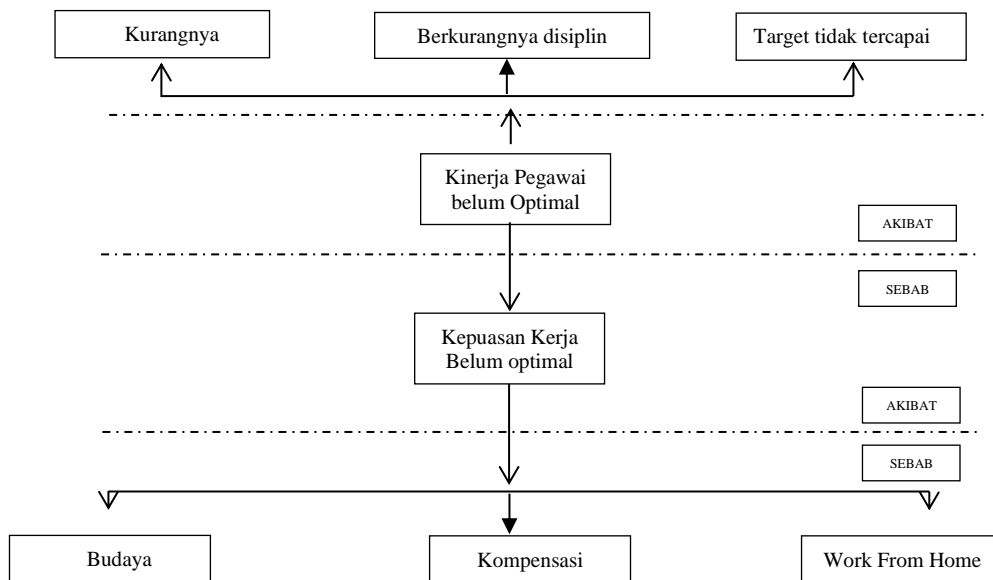 Kurangnya
Berkurangnya disiplin
Target tidak tercapai
Kinerja Pegawai
belum Optimal
AKIBAT
SEBAB
Kepuasan Kerja
Belum optimal
AKIBAT
SEBAB
Budaya
Kompensasi
Work From Home